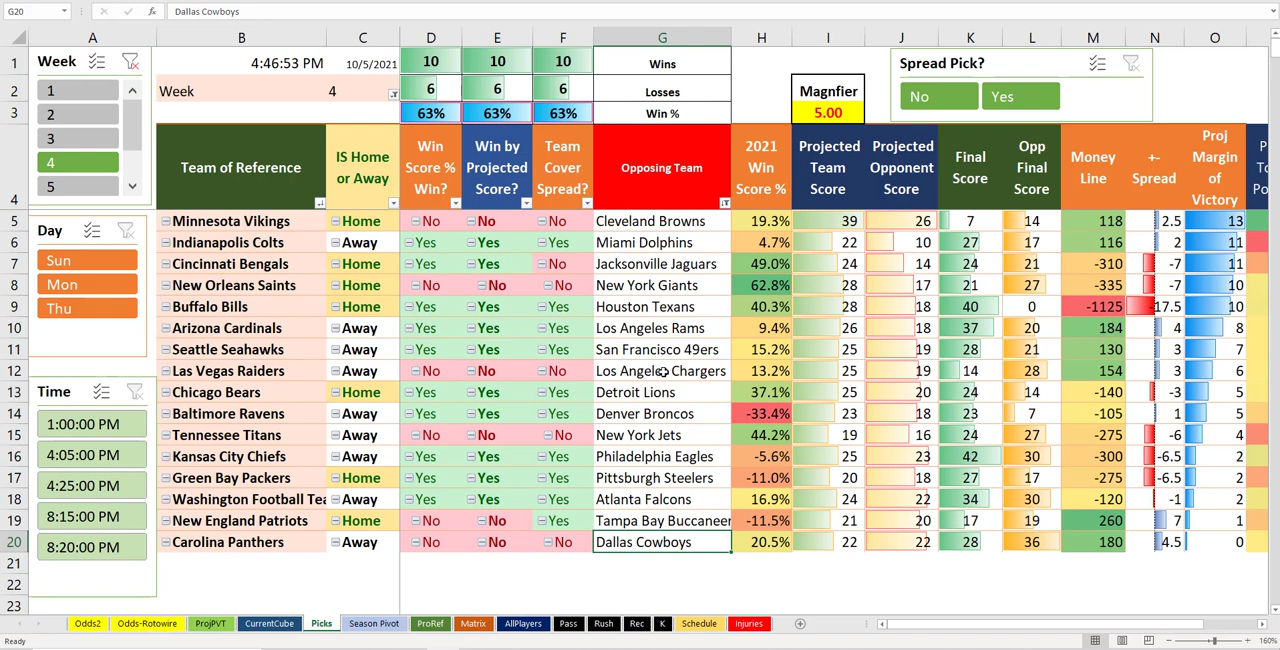 G20 fx Dallas Cowboys
A B C D E F G H I J K L M N O
1 4:46:53 PM 10/5/2021 10 10 10 Wins
2 Week 4 6 6 6 Losses Magnfier
3 63% 63% 63% Win % 5.00
Week
1
2
3
4
5
Spread Pick?
No Yes
4 Team of Reference IS Home or Away Win Score % Win? Win by Projected Score? Team Cover Spread? Opposing Team 2021 Win Score % Projected Team Score Projected Opponent Score Final Score Opp Final Score Money Line +- Spread Proj Margin of Victory
5 Minnesota Vikings Home No No No Cleveland Browns 19.3% 39 26 7 14 118 2.5 13
6 Indianapolis Colts Away Yes Yes Yes Miami Dolphins 4.7% 22 10 27 17 116 2 11
7 Cincinnati Bengals Home Yes Yes No Jacksonville Jaguars 49.0% 24 14 24 21 -310 -7 11
8 New Orleans Saints Home No No No New York Giants 62.8% 28 17 21 27 -335 -7 10
9 Buffalo Bills Home Yes Yes Yes Houston Texans 40.3% 28 18 40 0 -1125 -17.5 10
10 Arizona Cardinals Away Yes Yes Yes Los Angeles Rams 9.4% 26 18 37 20 184 4 8
11 Seattle Seahawks Away Yes Yes Yes San Francisco 49ers 15.2% 25 19 28 21 130 3 7
12 Las Vegas Raiders Away No No No Los Angeles Chargers 13.2% 25 19 14 28 154 3 6
13 Chicago Bears Home Yes Yes Yes Detroit Lions 37.1% 25 20 24 14 -140 -3 5
14 Baltimore Ravens Away Yes Yes Yes Denver Broncos -33.4% 23 18 23 7 -105 1 5
15 Tennessee Titans Away No No No New York Jets 44.2% 19 16 24 27 -275 -6 4
16 Kansas City Chiefs Away Yes Yes Yes Philadelphia Eagles -5.6% 25 23 42 30 -300 -6.5 2
17 Green Bay Packers Home Yes Yes Yes Pittsburgh Steelers -11.0% 20 18 27 17 -275 -6.5 2
18 Washington Football Tea Away Yes Yes Yes Atlanta Falcons 16.9% 24 22 34 30 -120 -1 2
19 New England Patriots Home No No Yes Tampa Bay Buccaneer -11.5% 21 20 17 19 260 7 1
20 Carolina Panthers Away No No No Dallas Cowboys 20.5% 22 22 28 36 180 4.5 0
21
22
23
Day
Sun
Mon
Thu
Time
1:00:00 PM
4:05:00 PM
4:25:00 PM
8:15:00 PM
8:20:00 PM
Odds2 Odds-Rotowire ProjPVT CurrentCube Picks Season Pivot ProRef Matrix AllPlayers Pass Rush Rec K Schedule Injuries
Ready 160%